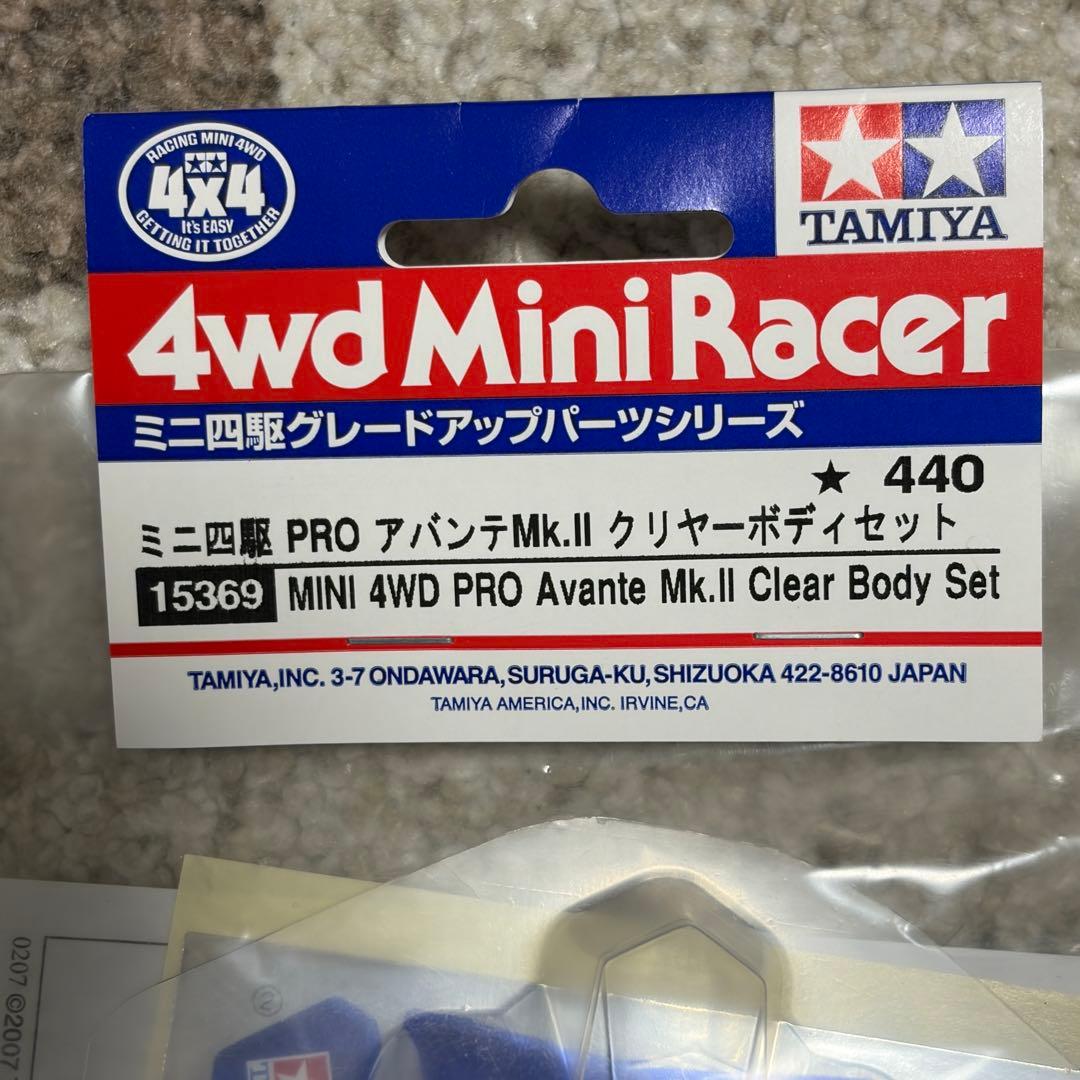 RACING MINI 4WD
4x4
It's EASY
GETTING IT TOGETHER
TAMIYA
4wd Mini Racer
ミニ四駆グレードアップパーツシリーズ
★ 440
ミニ四駆 PRO アバンテMk.II クリヤーボディセット
15369 MINI 4WD PRO Avante Mk.II Clear Body Set
TAMIYA,INC. 3-7 ONDAWARA,SURUGA-KU,SHIZUOKA 422-8610 JAPAN
TAMIYA AMERICA,INC. IRVINE,CA
0207 ©2007